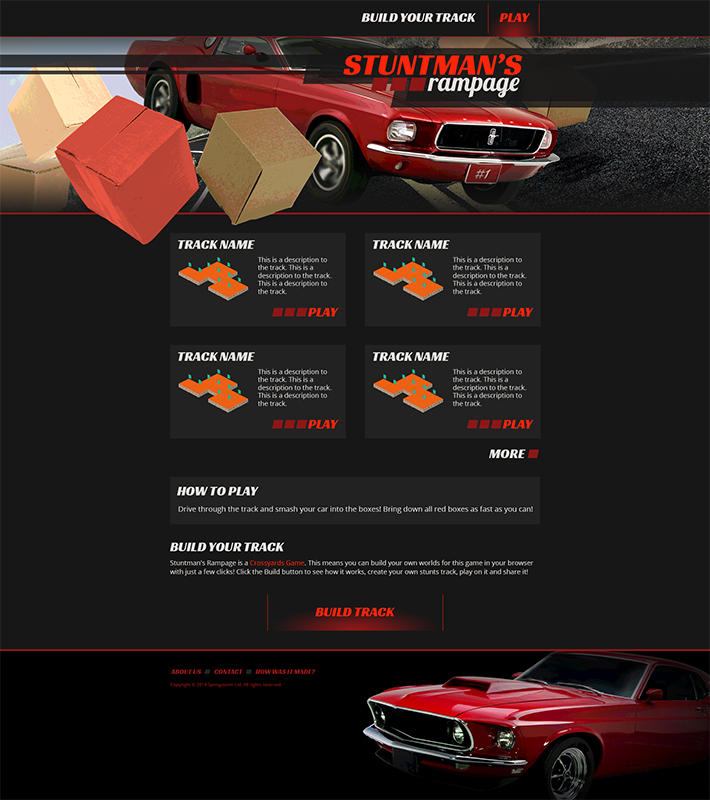 BUILD YOUR TRACK PLAY
STUNTMAN'S
rampage
#1
TRACK NAME
This is a description to
the track. This is a
description to the track.
This is a description to
the track.
PLAY
TRACK NAME
This is a description to
the track. This is a
description to the track.
This is a description to
the track.
PLAY
TRACK NAME
This is a description to
the track. This is a
description to the track.
This is a description to
the track.
PLAY
TRACK NAME
This is a description to
the track. This is a
description to the track.
This is a description to
the track.
PLAY
MORE
HOW TO PLAY
Drive through the track and smash your car into the boxes! Bring down all red boxes as fast as you can!
BUILD YOUR TRACK
Stuntman's Rampage is a Crossyards Game. This means you can build your own worlds for this game in your browser
with just a few clicks! Click the Build button to see how it works, create your own stunts track, play on it and share it!
BUILD TRACK
ABOUT US CONTACT HOW WAS IT MADE?
Copyright © 2014 Springstorm Ltd. All rights reserved.